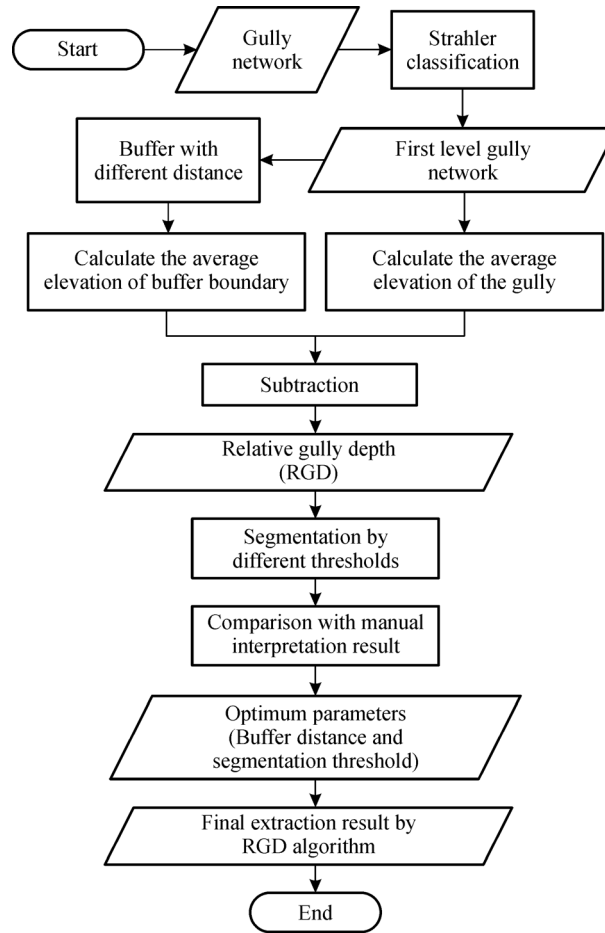 Start
Gully
network
Strahler
classification
Buffer with
different distance
First level gully
network
Calculate the average
elevation of buffer boundary
Calculate the average
elevation of the gully
Subtraction
Relative gully depth
(RGD)
Segmentation by
different thresholds
Comparison with manual
interpretation result
Optimum parameters
(Buffer distance and
segmentation threshold)
Final extraction result by
RGD algorithm
End